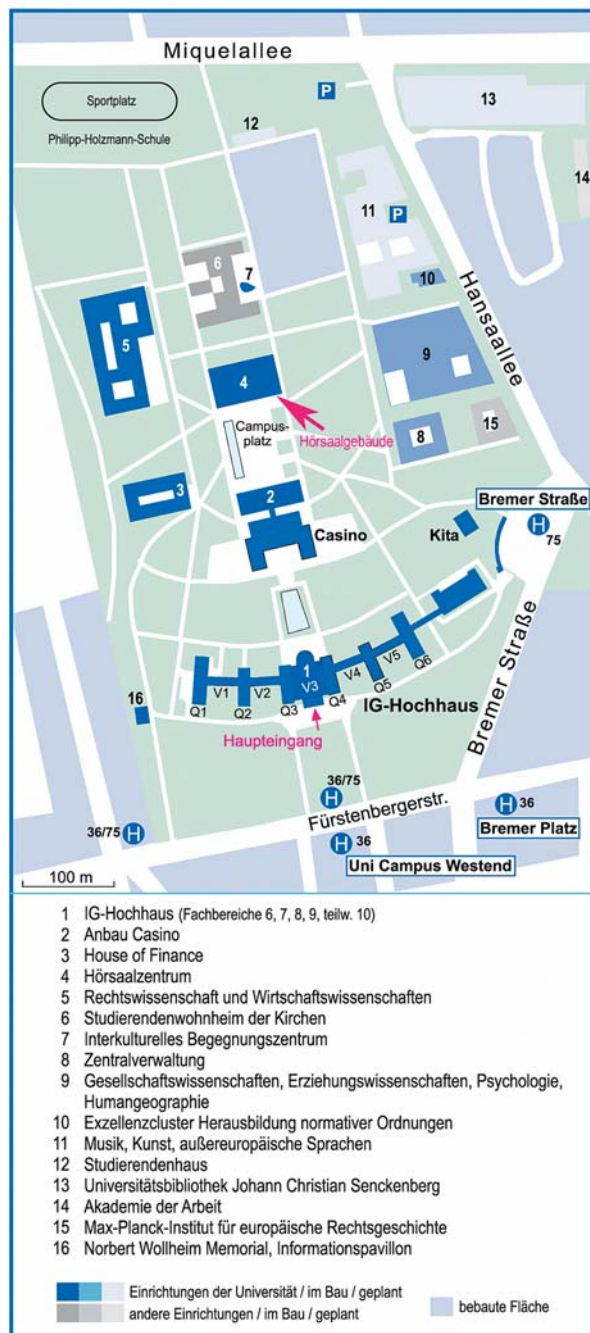 Miquelallee
Sportplatz
Philipp-Holzmann-Schule
P
12
13
14
11
P
6
7
10
Hansaallee
5
4
9
Campus-
platz
Hörsaalgebäude
8
15
3
2
Casino
Kita
Bremer Straße
H
75
Bremer Straße
1
V3
V1
V2
V4
V5
Q1
Q2
Q3
Q4
Q5
Q6
16
IG-Hochhaus
Haupteingang
36/75
H
Fürstenbergerstr.
H 36
Bremer Platz
36/75 H
H 36
Uni Campus Westend
100 m
1 IG-Hochhaus (Fachbereiche 6, 7, 8, 9, teilw. 10)
2 Anbau Casino
3 House of Finance
4 Hörsaalzentrum
5 Rechtswissenschaft und Wirtschaftswissenschaften
6 Studierendenwohnheim der Kirchen
7 Interkulturelles Begegnungszentrum
8 Zentralverwaltung
9 Gesellschaftswissenschaften, Erziehungswissenschaften, Psychologie,
Humangeographie
10 Exzellenzcluster Herausbildung normativer Ordnungen
11 Musik, Kunst, außereuropäische Sprachen
12 Studierendenhaus
13 Universitätsbibliothek Johann Christian Senckenberg
14 Akademie der Arbeit
15 Max-Planck-Institut für europäische Rechtsgeschichte
16 Norbert Wollheim Memorial, Informationspavillon
Einrichtungen der Universität / im Bau / geplant
andere Einrichtungen / im Bau / geplant
bebaute Fläche